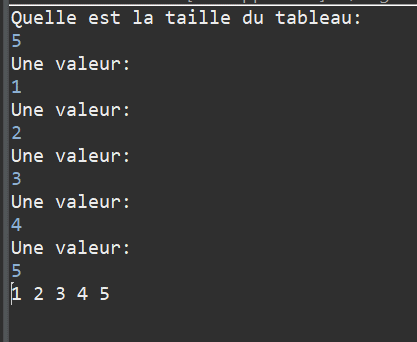 Quelle est la taille du tableau:
5
Une valeur:
1
Une valeur:
2
Une valeur:
3
Une valeur:
4
Une valeur:
5
1 2 3 4 5